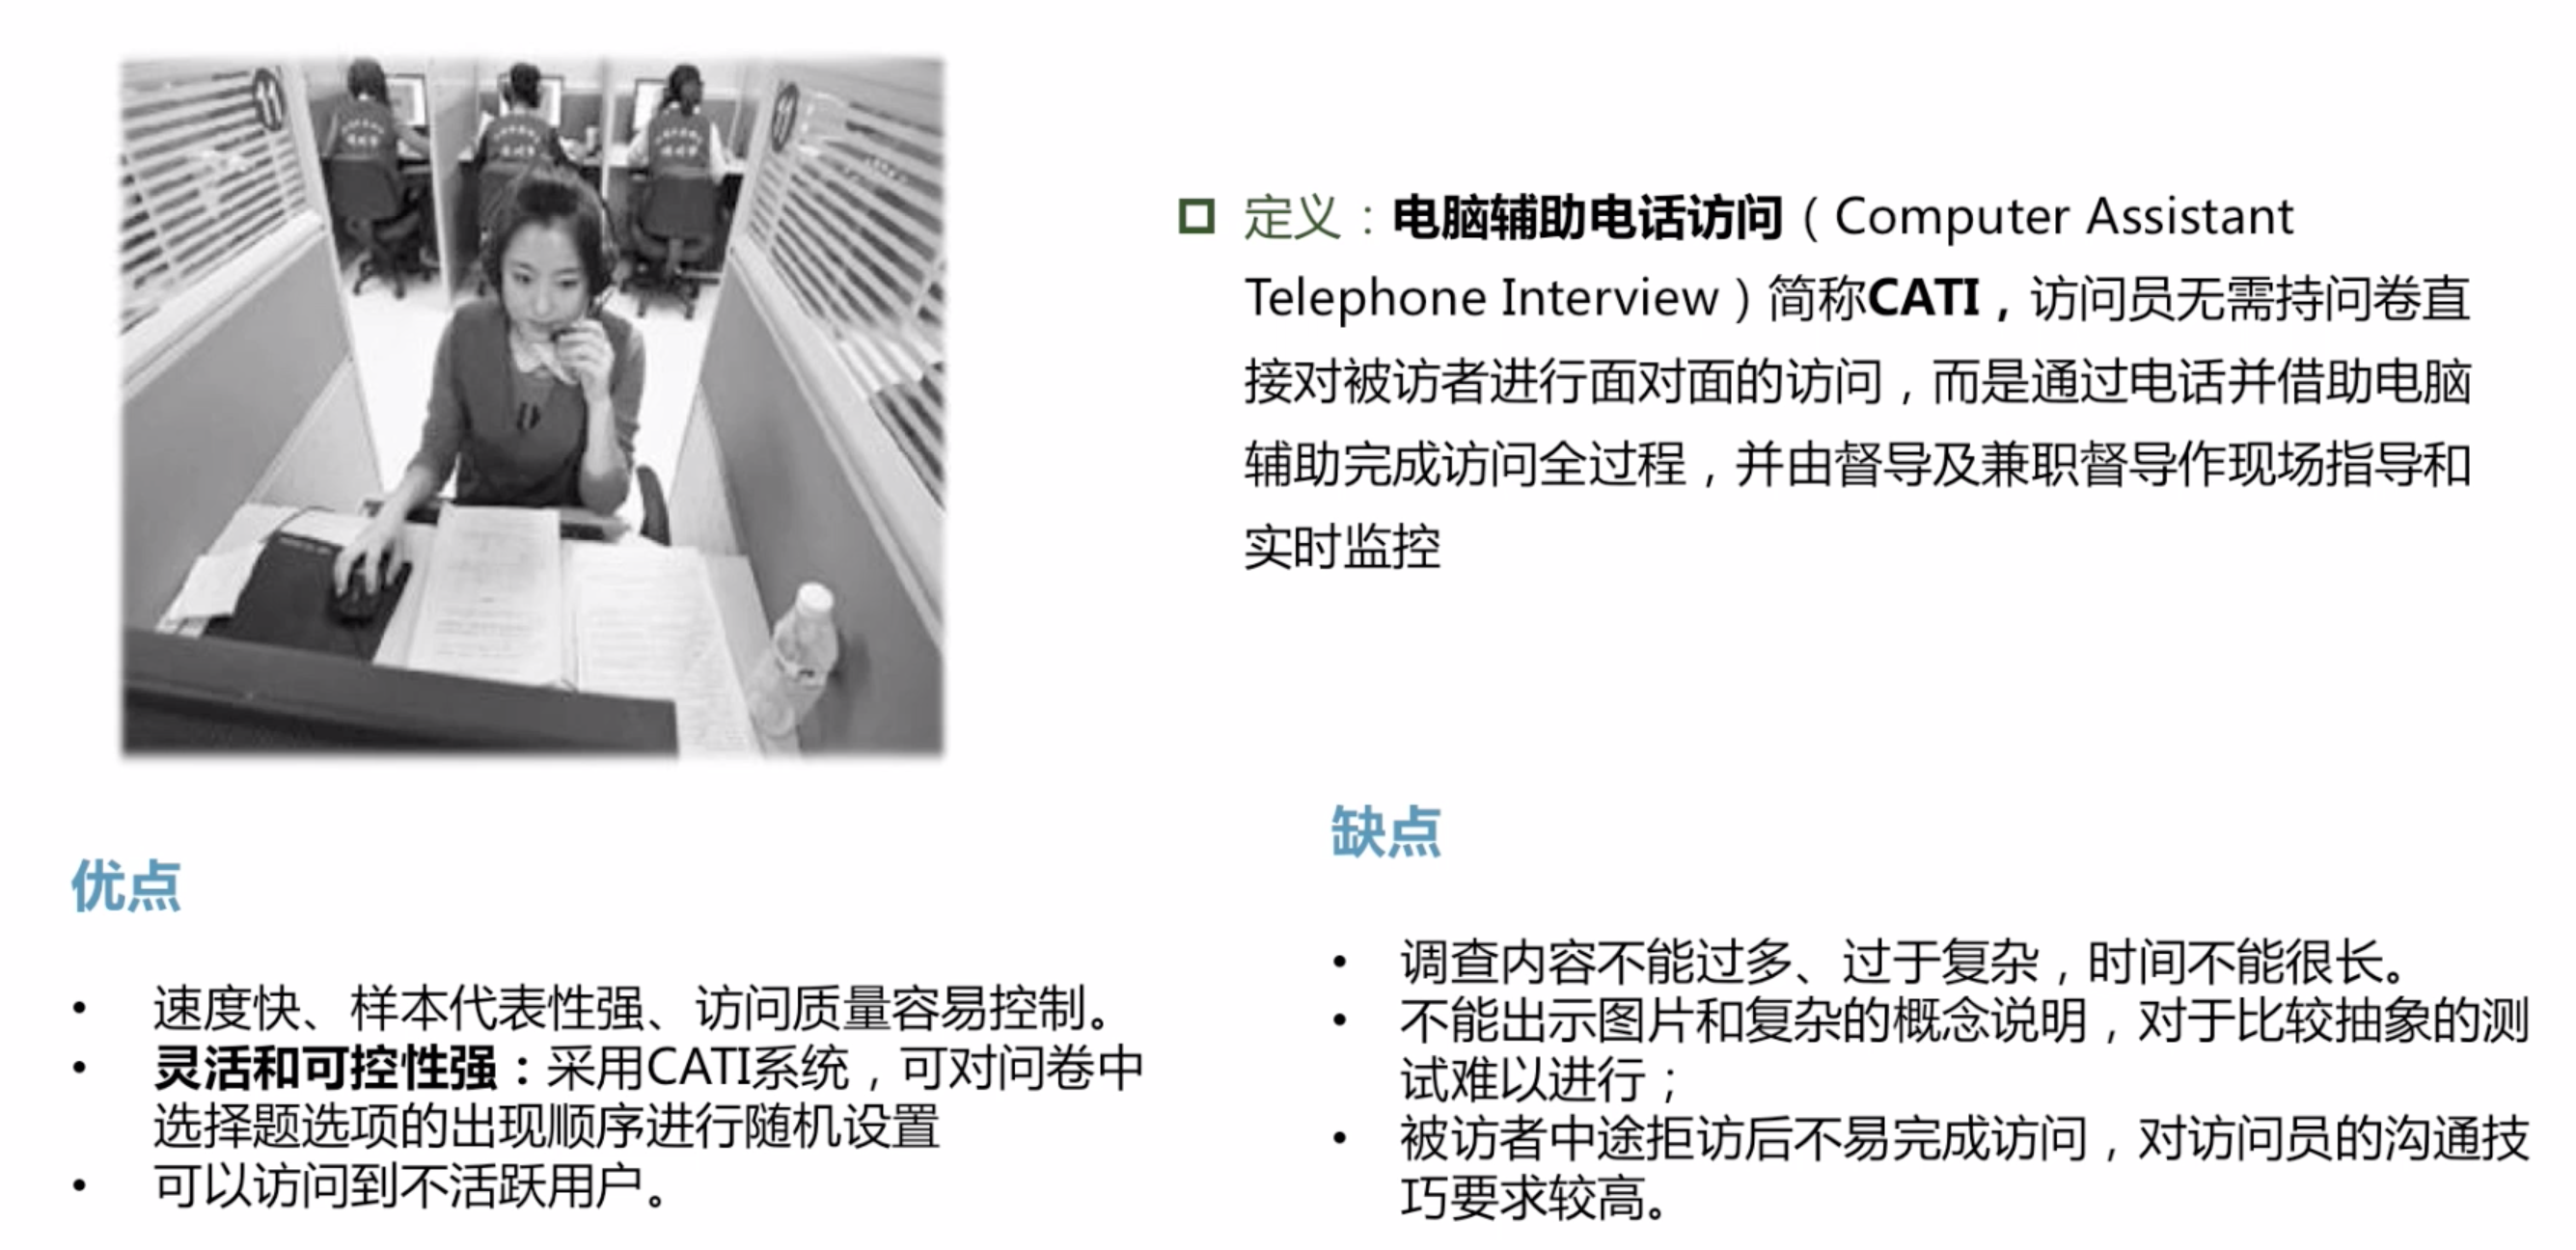 11
11
定义：电脑辅助电话访问（Computer Assistant
Telephone Interview）简称CATI，访问员无需持问卷直
接对被访者进行面对面的访问，而是通过电话并借助电脑
辅助完成访问全过程，并由督导及兼职督导作现场指导和
实时监控
优点
• 速度快、样本代表性强、访问质量容易控制。
• 灵活和可控性强：采用CATI系统，可对问卷中
选择题选项的出现顺序进行随机设置
• 可以访问到不活跃用户。
缺点
• 调查内容不能过多、过于复杂，时间不能很长。
• 不能出示图片和复杂的概念说明，对于比较抽象的测
试难以进行；
• 被访者中途拒访后不易完成访问，对访问员的沟通技
巧要求较高。